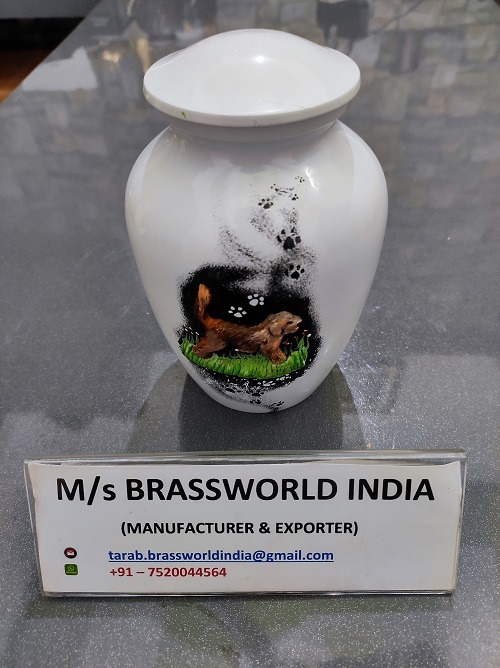 M/s BRASSWORLD INDIA
(MANUFACTURER & EXPORTER)
tarab.brassworldindia@gmail.com
+91 – 7520044564